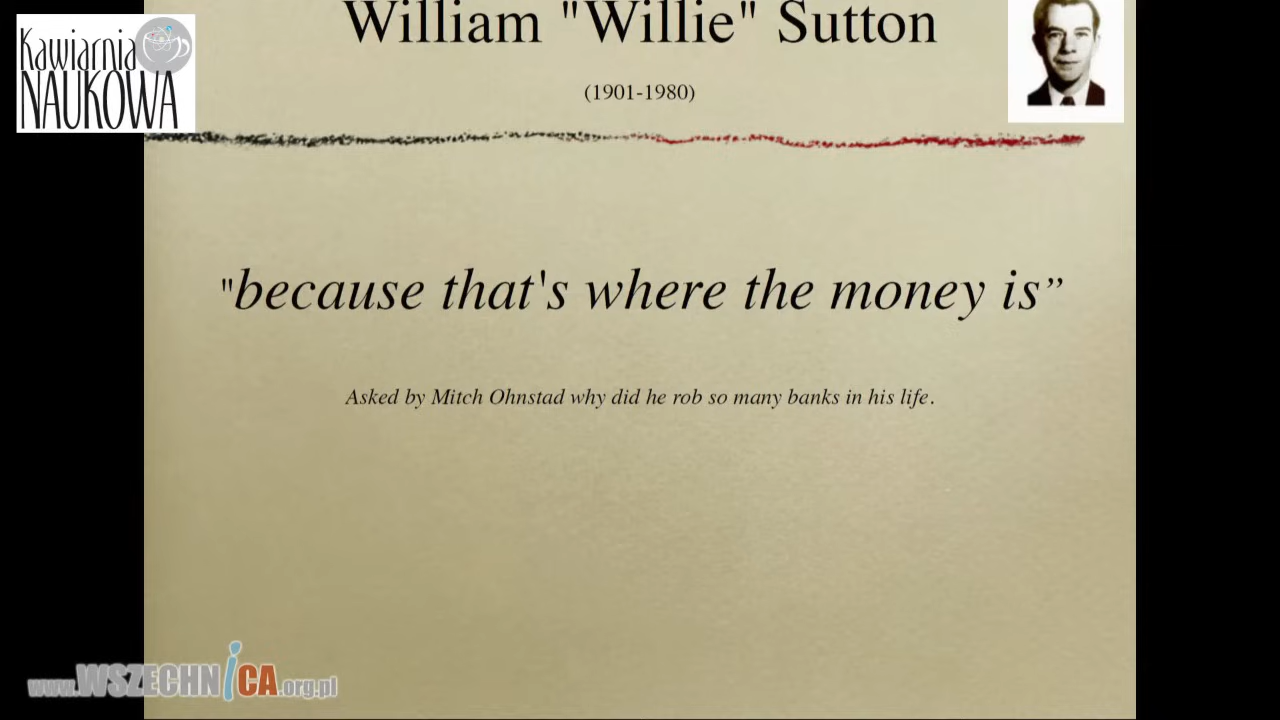 Kawiarnia
NAUKOWA
William "Willie" Sutton
(1901-1980)
"because that's where the money is”
Asked by Mitch Ohnstad why did he rob so many banks in his life.
www.WSZECHNiCA.org.pl